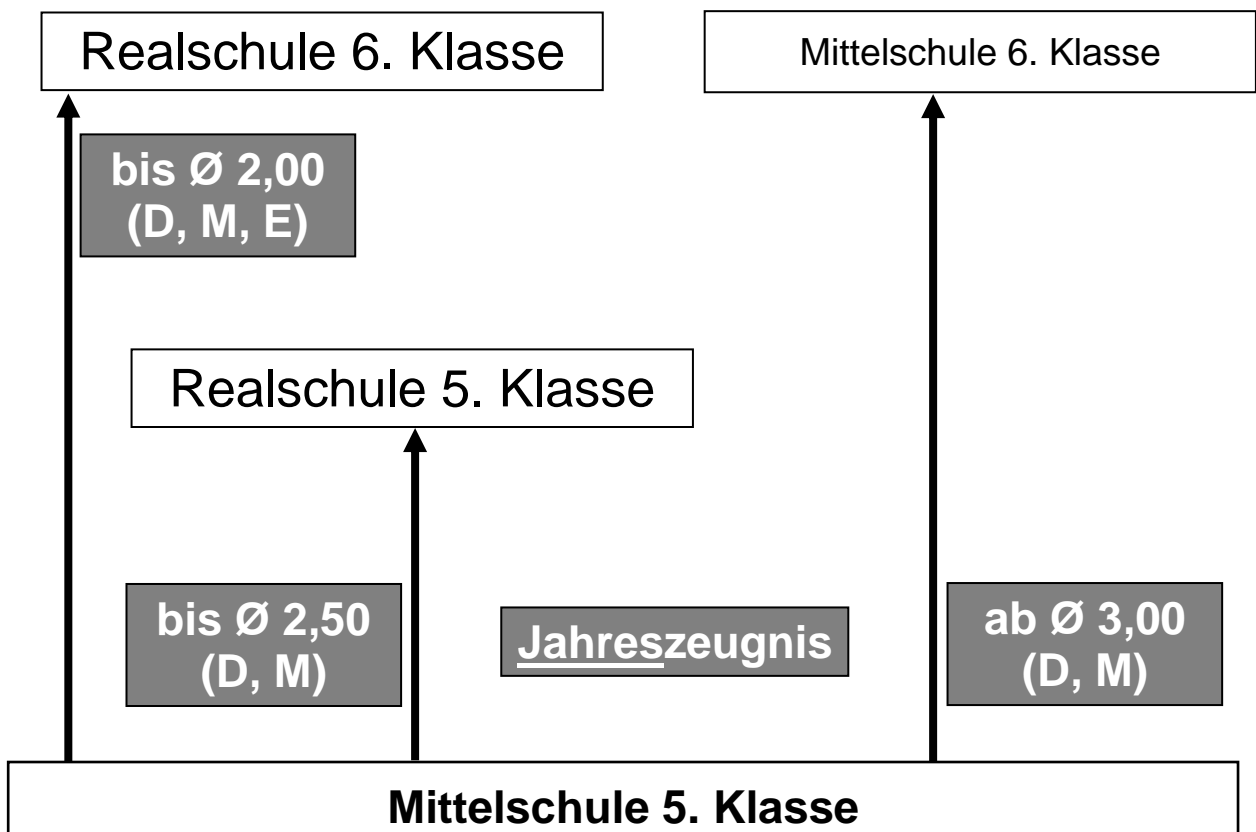 Realschule 6. Klasse
Mittelschule 6. Klasse
bis Ø 2,00
(D, M, E)
Realschule 5. Klasse
bis Ø 2,50
(D, M)
Jahreszeugnis
ab Ø 3,00
(D, M)
Mittelschule 5. Klasse